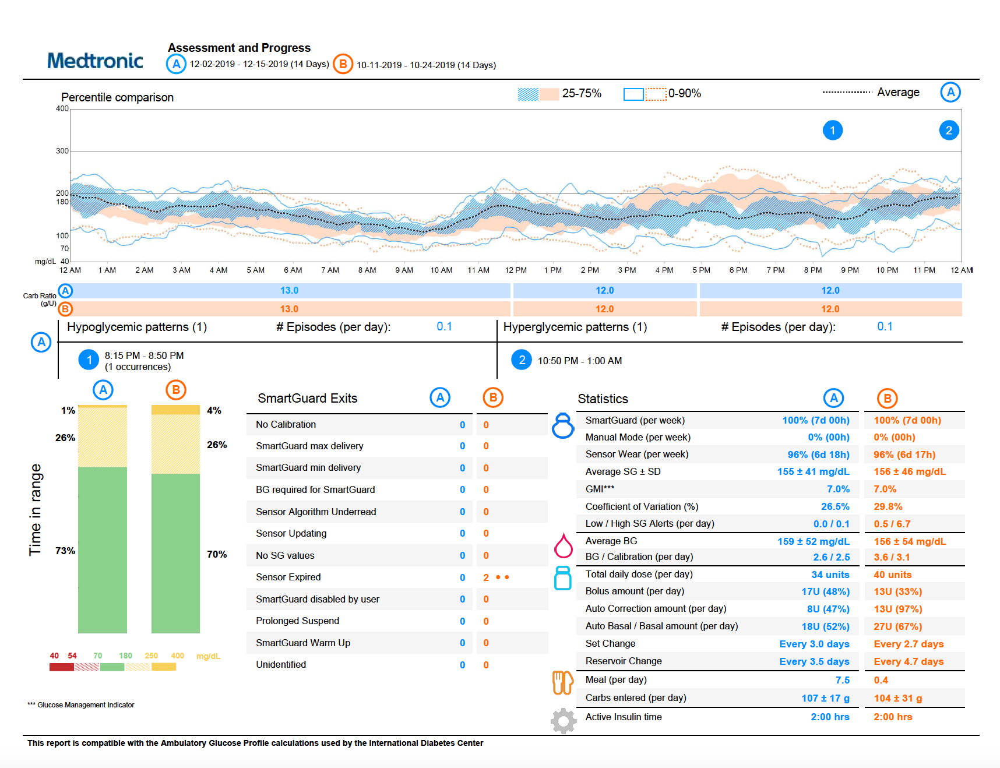 Medtronic
Assessment and Progress
A 12-02-2019 - 12-15-2019 (14 Days) B 10-11-2019 - 10-24-2019 (14 Days)
Percentile comparison
25-75%
0-90%
Average A
400
300
200
180
100
70
mg/dL 40
1 2
12 AM 1 AM 2 AM 3 AM 4 AM 5 AM 6 AM 7 AM 8 AM 9 AM 10 AM 11 AM 12 PM 1 PM 2 PM 3 PM 4 PM 5 PM 6 PM 7 PM 8 PM 9 PM 10 PM 11 PM 12 AM
Carb Ratio
(g/U)
A 13.0 12.0 12.0
B 13.0 12.0 12.0
A
Hypoglycemic patterns (1) # Episodes (per day): 0.1
1 8:15 PM - 8:50 PM
(1 occurrences)
Hyperglycemic patterns (1) # Episodes (per day): 0.1
2 10:50 PM - 1:00 AM
Time in range
A B
1% 4%
26% 26%
73% 70%
40 54 70 180 250 400 mg/dL
*** Glucose Management Indicator
SmartGuard Exits A B
No Calibration 0 0
SmartGuard max delivery 0 0
SmartGuard min delivery 0 0
BG required for SmartGuard 0 0
Sensor Algorithm Underread 0 0
Sensor Updating 0 0
No SG values 0 0
Sensor Expired 0 2 • •
SmartGuard disabled by user 0 0
Prolonged Suspend 0 0
SmartGuard Warm Up 0 0
Unidentified 0 0
Statistics A B
SmartGuard (per week) 100% (7d 00h) 100% (7d 00h)
Manual Mode (per week) 0% (00h) 0% (00h)
Sensor Wear (per week) 96% (6d 18h) 96% (6d 17h)
Average SG ± SD 155 ± 41 mg/dL 156 ± 46 mg/dL
GMI*** 7.0% 7.0%
Coefficient of Variation (%) 26.5% 29.8%
Low / High SG Alerts (per day) 0.0 / 0.1 0.5 / 6.7
Average BG 159 ± 52 mg/dL 156 ± 54 mg/dL
BG / Calibration (per day) 2.6 / 2.5 3.6 / 3.1
Total daily dose (per day) 34 units 40 units
Bolus amount (per day) 17U (48%) 13U (33%)
Auto Correction amount (per day) 8U (47%) 13U (97%)
Auto Basal / Basal amount (per day) 18U (52%) 27U (67%)
Set Change Every 3.0 days Every 2.7 days
Reservoir Change Every 3.5 days Every 4.7 days
Meal (per day) 7.5 0.4
Carbs entered (per day) 107 ± 17 g 104 ± 31 g
Active Insulin time 2:00 hrs 2:00 hrs
This report is compatible with the Ambulatory Glucose Profile calculations used by the International Diabetes Center